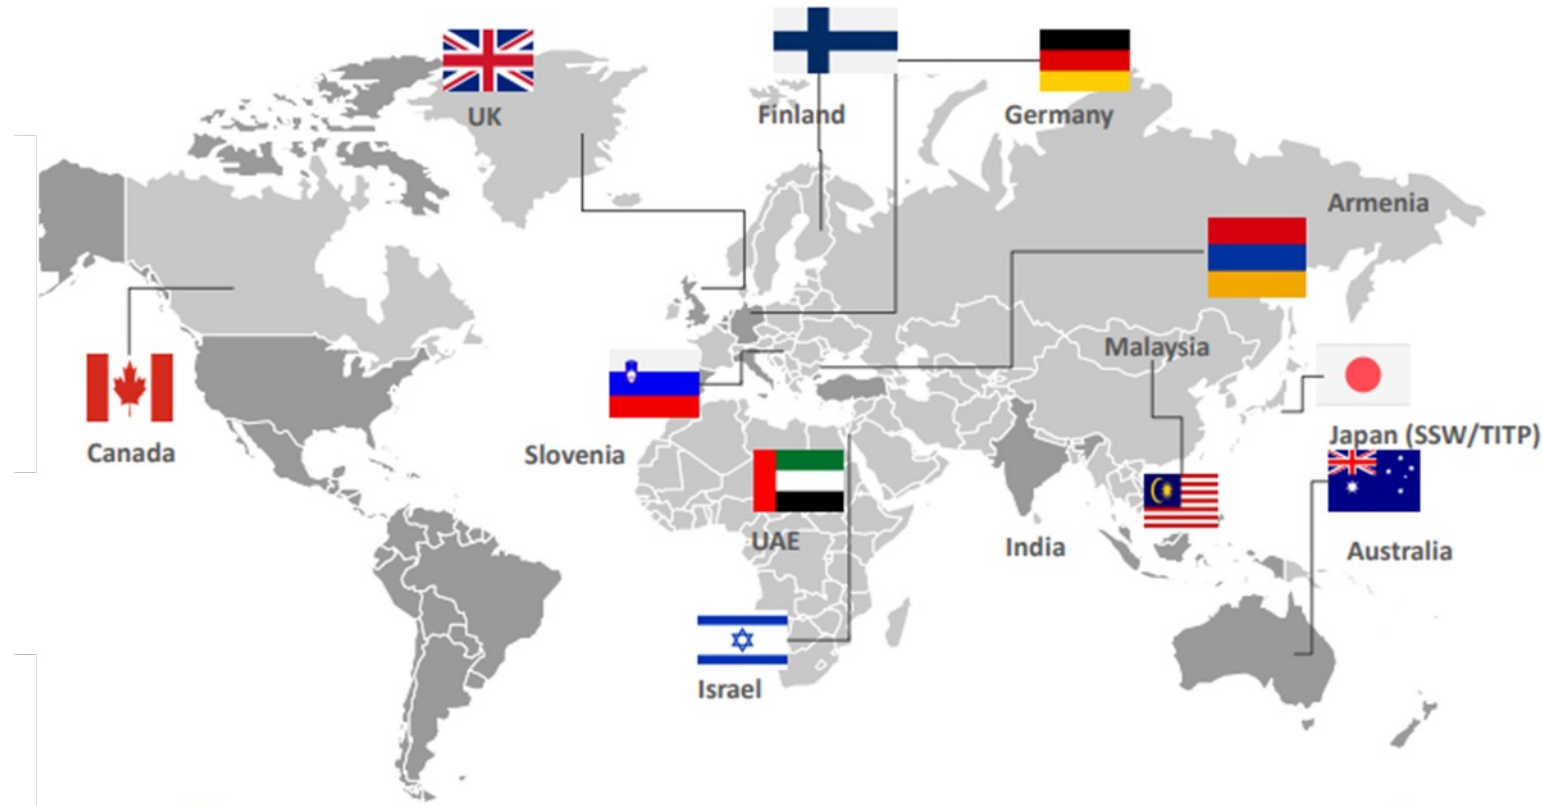 UK
Finland
Germany
Armenia
Malaysia
Canada
Slovenia
Japan (SSW/TITP)
UAE
India
Australia
Israel